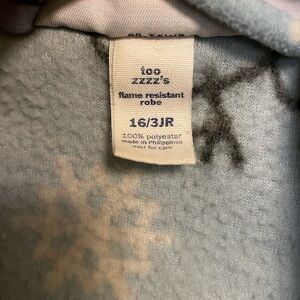 too
zzzz's
flame resistant
robe
16/3JR
100% polyester
made in Philippines
over for care